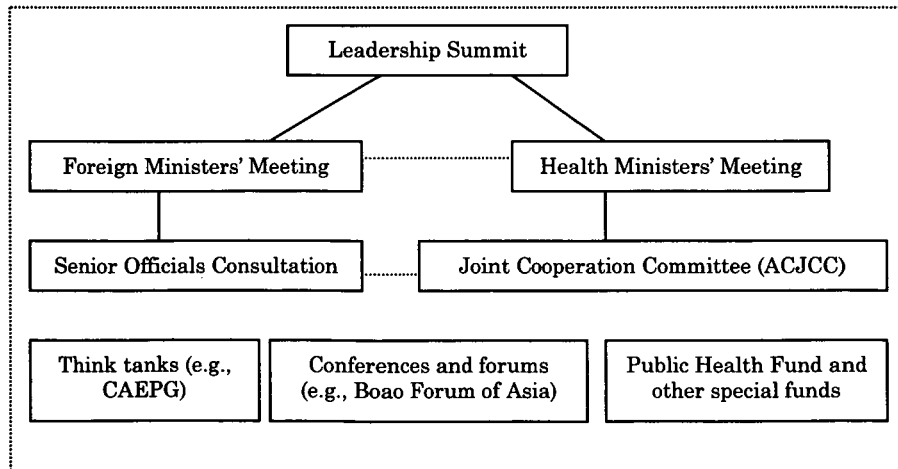 Leadership Summit
Foreign Ministers' Meeting
Health Ministers' Meeting
Senior Officials Consultation
Joint Cooperation Committee (ACJCC)
Think tanks (e.g.,
CAEPG)
Conferences and forums
(e.g., Boao Forum of Asia)
Public Health Fund and
other special funds